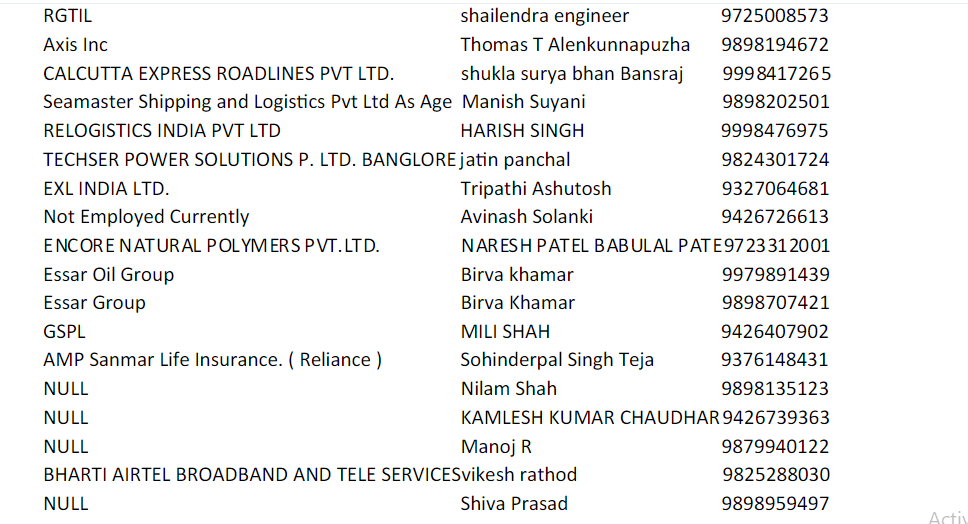 RGTIL shailendra engineer 9725008573
Axis Inc Thomas T Alenkunnapuzha 9898194672
CALCUTTA EXPRESS ROADLINES PVT LTD. shukla surya bhan Bansraj 9998417265
Seamaster Shipping and Logistics Pvt Ltd As Age Manish Suyani 9898202501
RELOGISTICS INDIA PVT LTD HARISH SINGH 9998476975
TECHSER POWER SOLUTIONS P. LTD. BANGLORE jatin panchal 9824301724
EXL INDIA LTD. Tripathi Ashutosh 9327064681
Not Employed Currently Avinash Solanki 9426726613
ENCORE NATURAL POLYMERS PVT.LTD. NARESH PATEL BABULAL PATE 9723312001
Essar Oil Group Birva khamar 9979891439
Essar Group Birva Khamar 9898707421
GSPL MILI SHAH 9426407902
AMP Sanmar Life Insurance. ( Reliance ) Sohinderpal Singh Teja 9376148431
NULL Nilam Shah 9898135123
NULL KAMLESH KUMAR CHAUDHAR 9426739363
NULL Manoj R 9879940122
BHARTI AIRTEL BROADBAND AND TELE SERVICES vikesh rathod 9825288030
NULL Shiva Prasad 9898959497
Activ